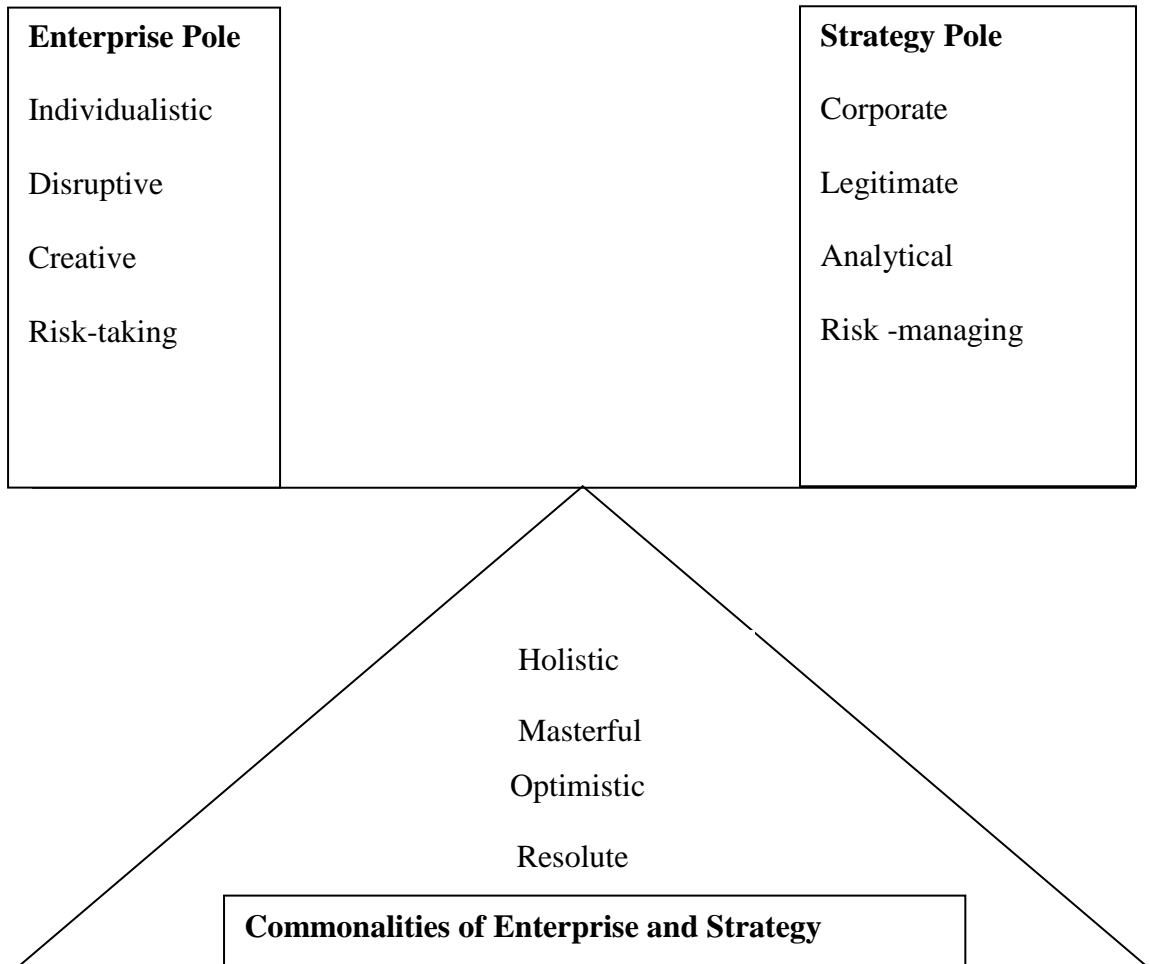 Enterprise Pole
Individualistic
Disruptive
Creative
Risk-taking
Strategy Pole
Corporate
Legitimate
Analytical
Risk -managing
Holistic
Masterful
Optimistic
Resolute
Commonalities of Enterprise and Strategy